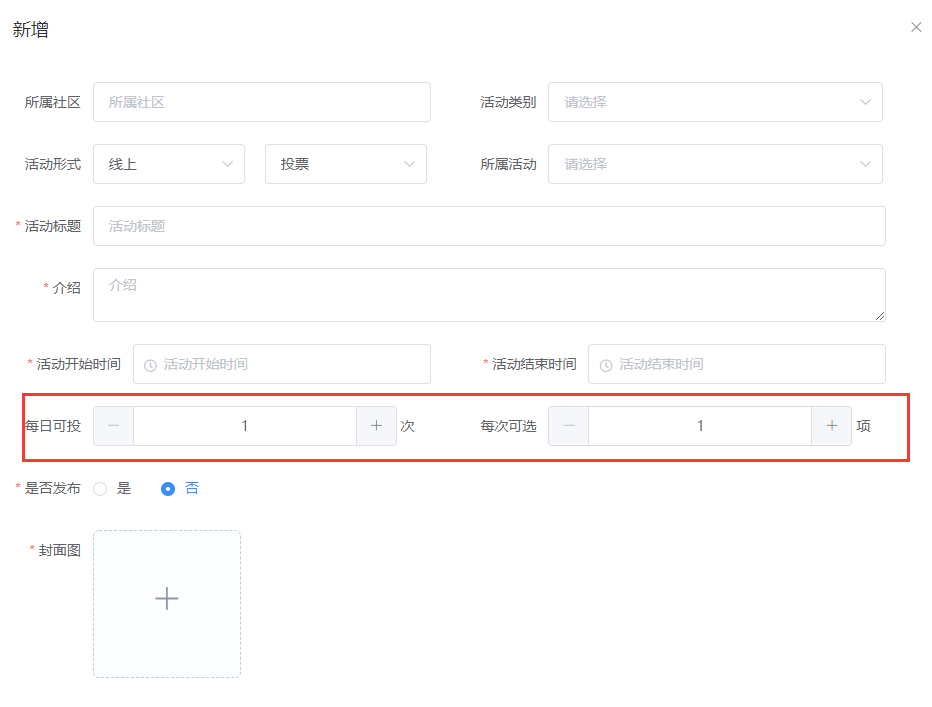 新增
所属社区 所属社区 活动类别 请选择
活动形式 线上 投票 所属活动 请选择
* 活动标题 活动标题
* 介绍 介绍
* 活动开始时间 活动开始时间 * 活动结束时间 活动结束时间
每日可投 − 1 + 次 每次可选 − 1 + 项
* 是否发布 是 否
* 封面图